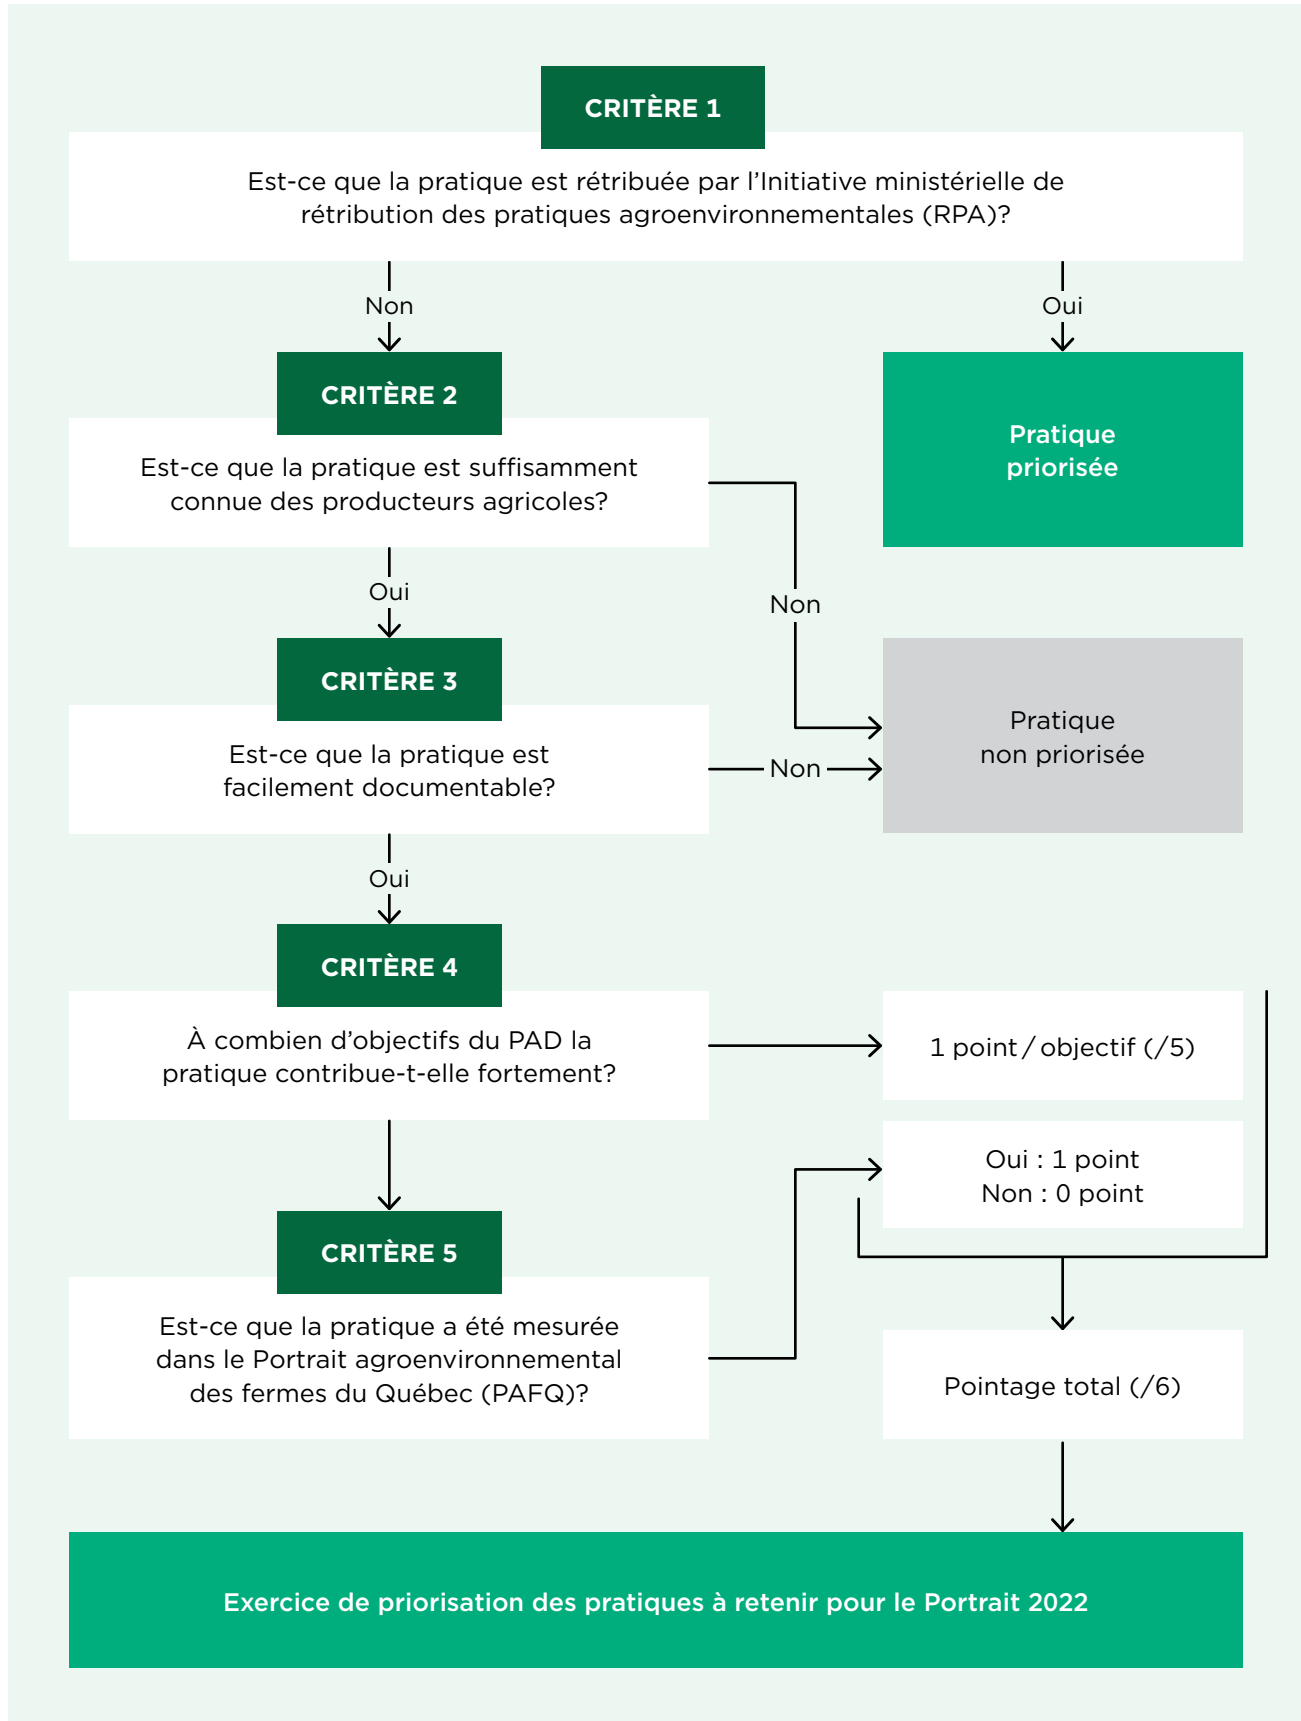 CRITÈRE 1
Est-ce que la pratique est rétribuée par l’Initiative ministérielle de
rétribution des pratiques agroenvironnementales (RPA)?
Non
Oui
CRITÈRE 2
Est-ce que la pratique est suffisamment
connue des producteurs agricoles?
Pratique
priorisée
Oui
Non
CRITÈRE 3
Est-ce que la pratique est
facilement documentable?
Non
Pratique
non priorisée
Oui
CRITÈRE 4
À combien d’objectifs du PAD la
pratique contribue-t-elle fortement?
1 point / objectif (/5)
Oui : 1 point
Non : 0 point
CRITÈRE 5
Est-ce que la pratique a été mesurée
dans le Portrait agroenvironnemental
des fermes du Québec (PAFQ)?
Pointage total (/6)
Exercice de priorisation des pratiques à retenir pour le Portrait 2022